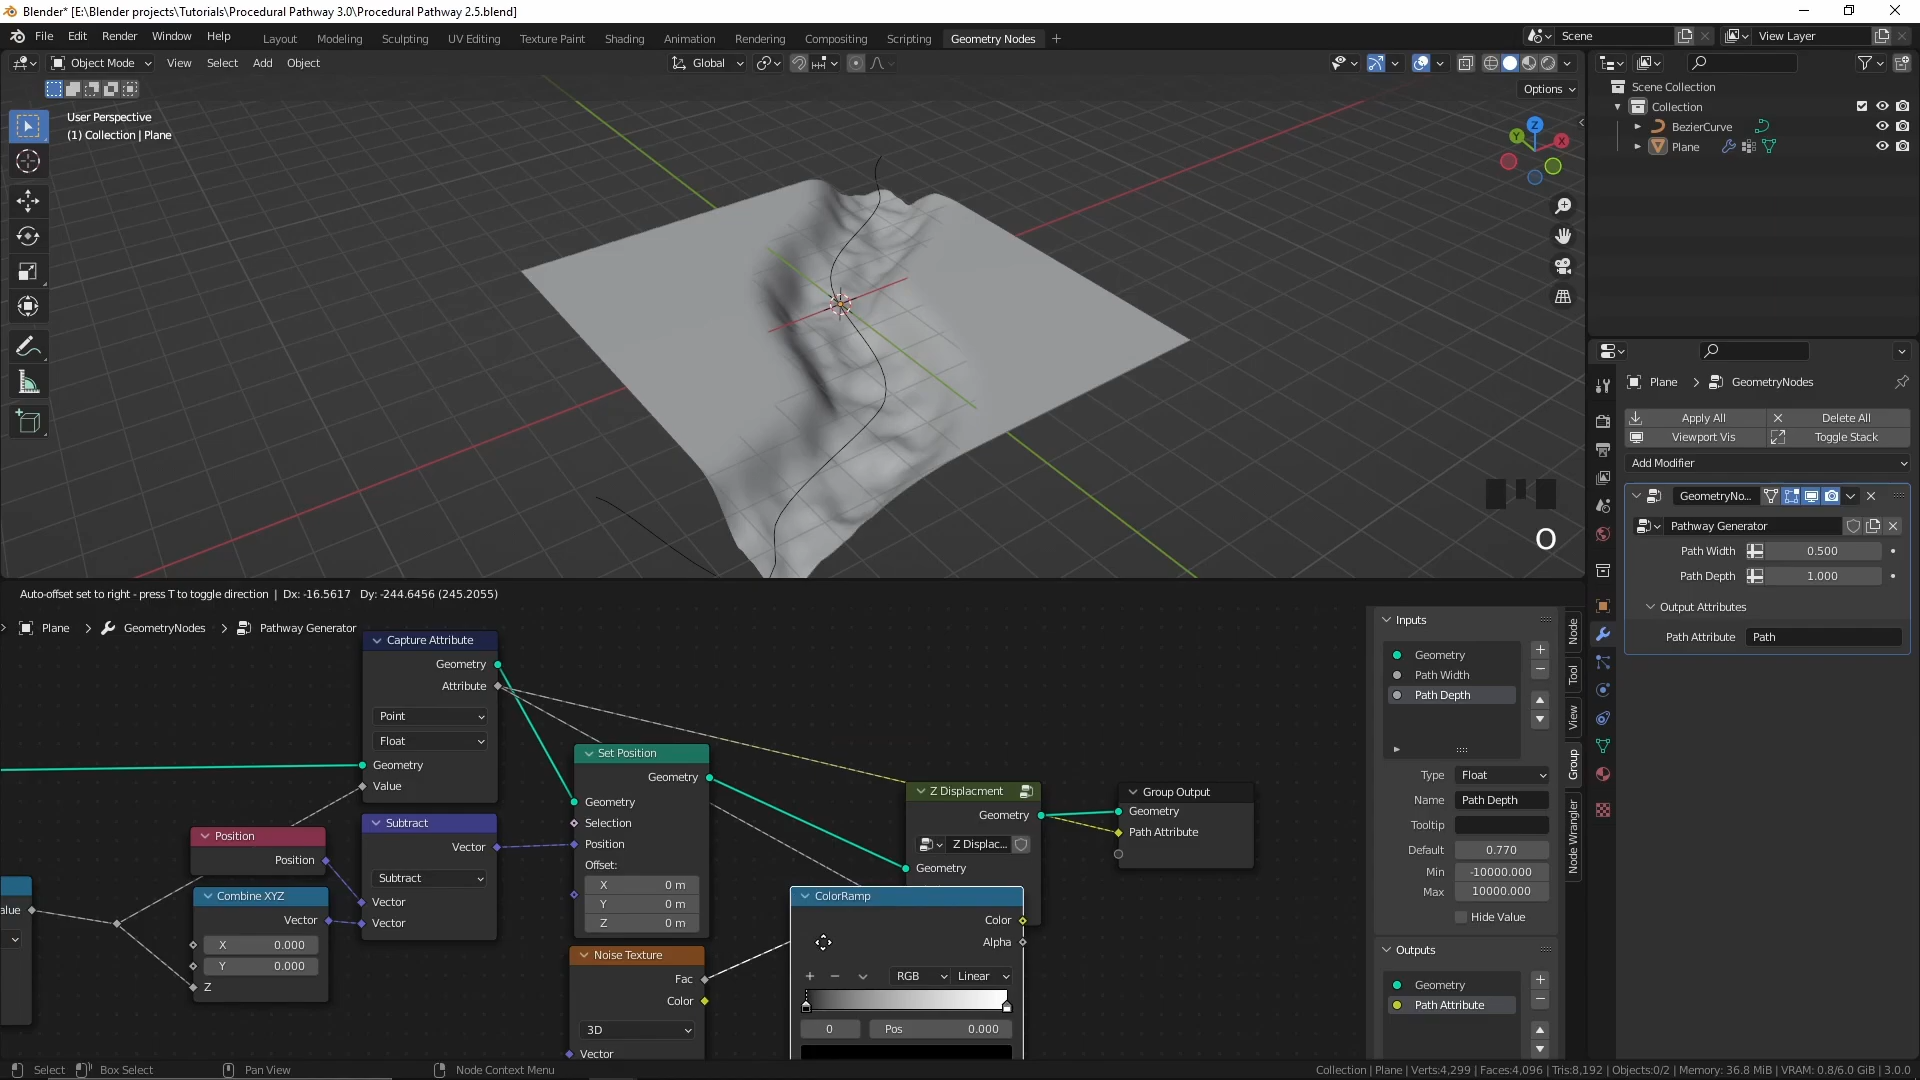 Blender* [E:\Blender projects\Tutorials\Procedural Pathway 3.0\Procedural Pathway 2.5.blend]
File Edit Render Window Help Layout Modeling Sculpting UV Editing Texture Paint Shading Animation Rendering Compositing Scripting Geometry Nodes + Scene View Layer
Object Mode View Select Add Object Global
Options
User Perspective
(1) Collection | Plane
Z
Y
X
O
Scene Collection
Collection
BezierCurve
Plane
Plane > GeometryNodes
Apply All Delete All
Viewport Vis Toggle Stack
Add Modifier
GeometryNo...
Pathway Generator
Path Width 0.500
Path Depth 1.000
Output Attributes
Path Attribute Path
Auto-offset set to right - press T to toggle direction | Dx: -16.5617 Dy: -244.6456 (245.2055)
Plane > GeometryNodes > Pathway Generator
Capture Attribute
Geometry
Attribute
Point
Float
Geometry
Value
Position
Position
Subtract
Vector
Subtract
Vector
Vector
Combine XYZ
Vector
X 0.000
Y 0.000
Z
alue
Set Position
Geometry
Geometry
Selection
Position
Offset:
X 0 m
Y 0 m
Z 0 m
Noise Texture
Fac
Color
3D
Vector
Z Displacment
Geometry
Z Displac...
Geometry
ColorRamp
Color
Alpha
RGB Linear
0 Pos 0.000
Group Output
Geometry
Path Attribute
Inputs
Geometry
Path Width
Path Depth
Type Float
Name Path Depth
Tooltip
Default 0.770
Min -10000.000
Max 10000.000
Hide Value
Outputs
Geometry
Path Attribute
Node
Tool
View
Group
Node Wrangler
Select Box Select Pan View Node Context Menu Collection | Plane | Verts:4,299 | Faces:4,096 | Tris:8,192 | Objects:0/2 | Memory: 36.8 MiB | VRAM: 0.8/6.0 GiB | 3.0.0